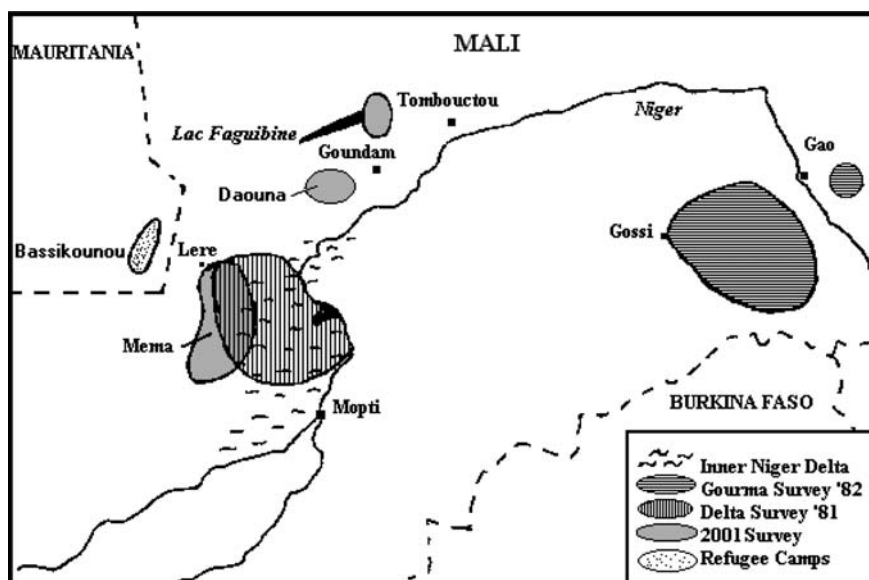 MALI
MAURITANIA
Tombouctou
Niger
Lac Faguibine
Goundam
Gao
Daouna
Gossi
Bassikounou
Lere
Mema
Mopti
BURKINA FASO
Inner Niger Delta
Gourma Survey '82
Delta Survey '81
2001 Survey
Refugee Camps